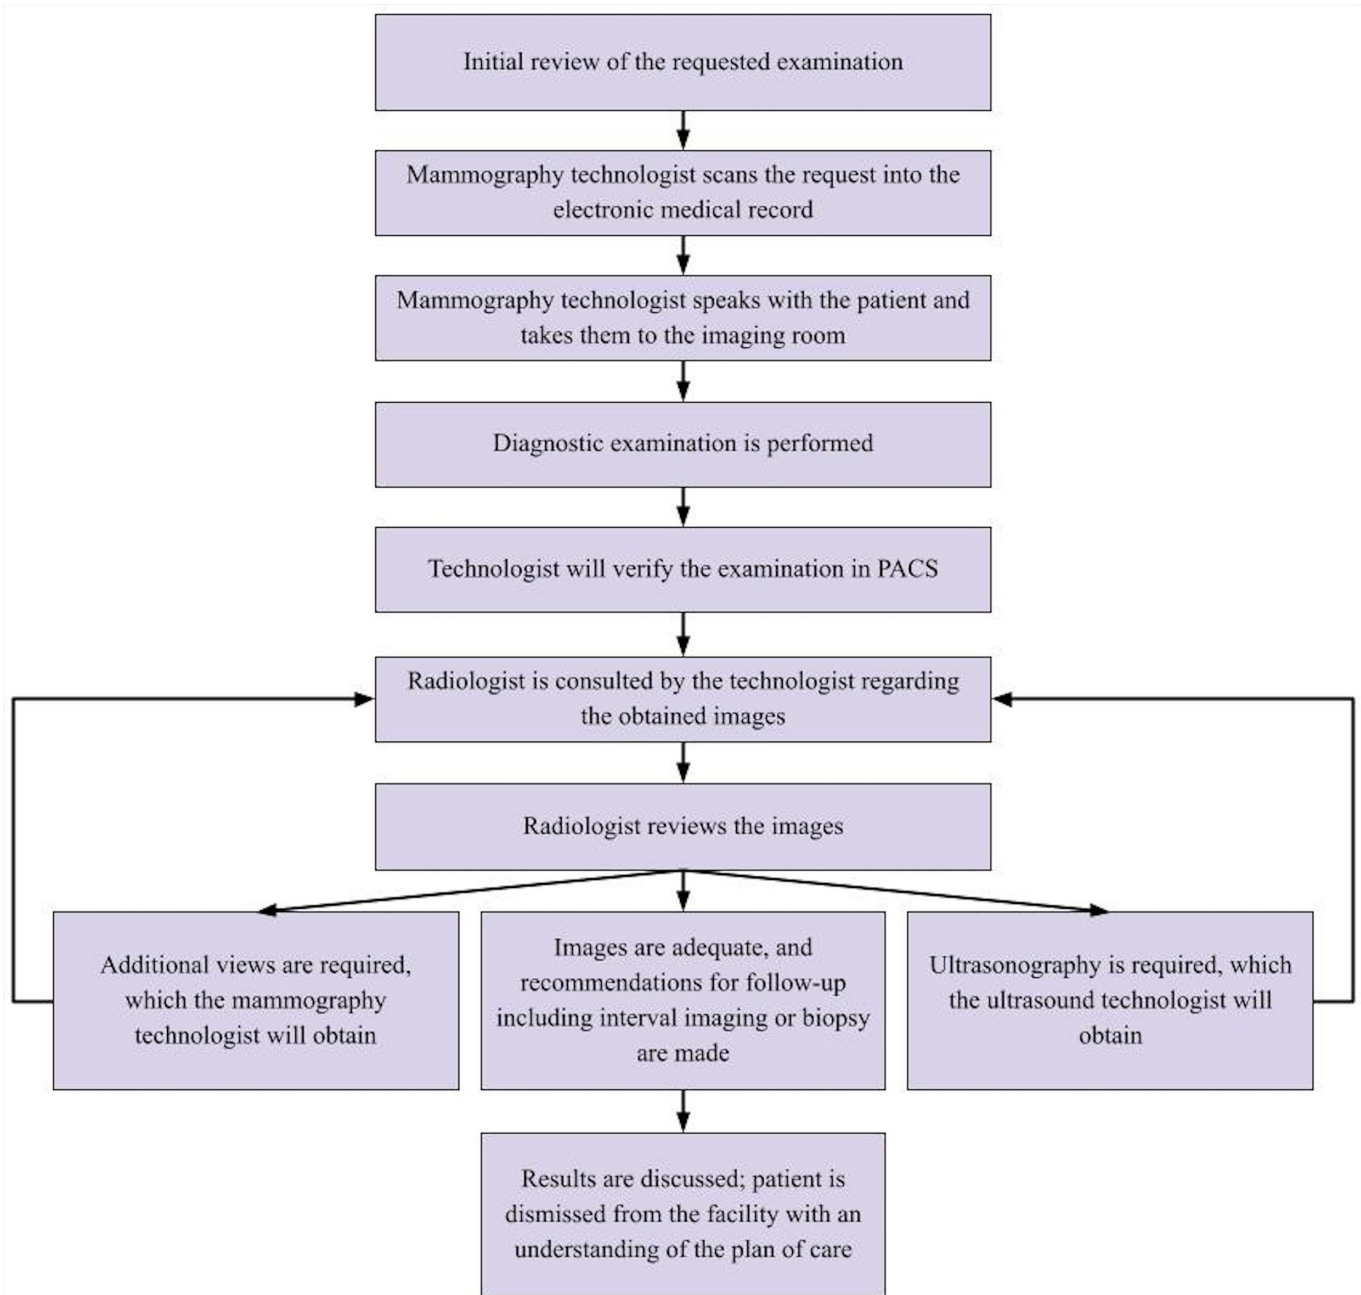 Initial review of the requested examination
Mammography technologist scans the request into the
electronic medical record
Mammography technologist speaks with the patient and
takes them to the imaging room
Diagnostic examination is performed
Technologist will verify the examination in PACS
Radiologist is consulted by the technologist regarding
the obtained images
Radiologist reviews the images
Additional views are required,
which the mammography
technologist will obtain
Images are adequate, and
recommendations for follow-up
including interval imaging or biopsy
are made
Ultrasonography is required, which
the ultrasound technologist will
obtain
Results are discussed; patient is
dismissed from the facility with an
understanding of the plan of care